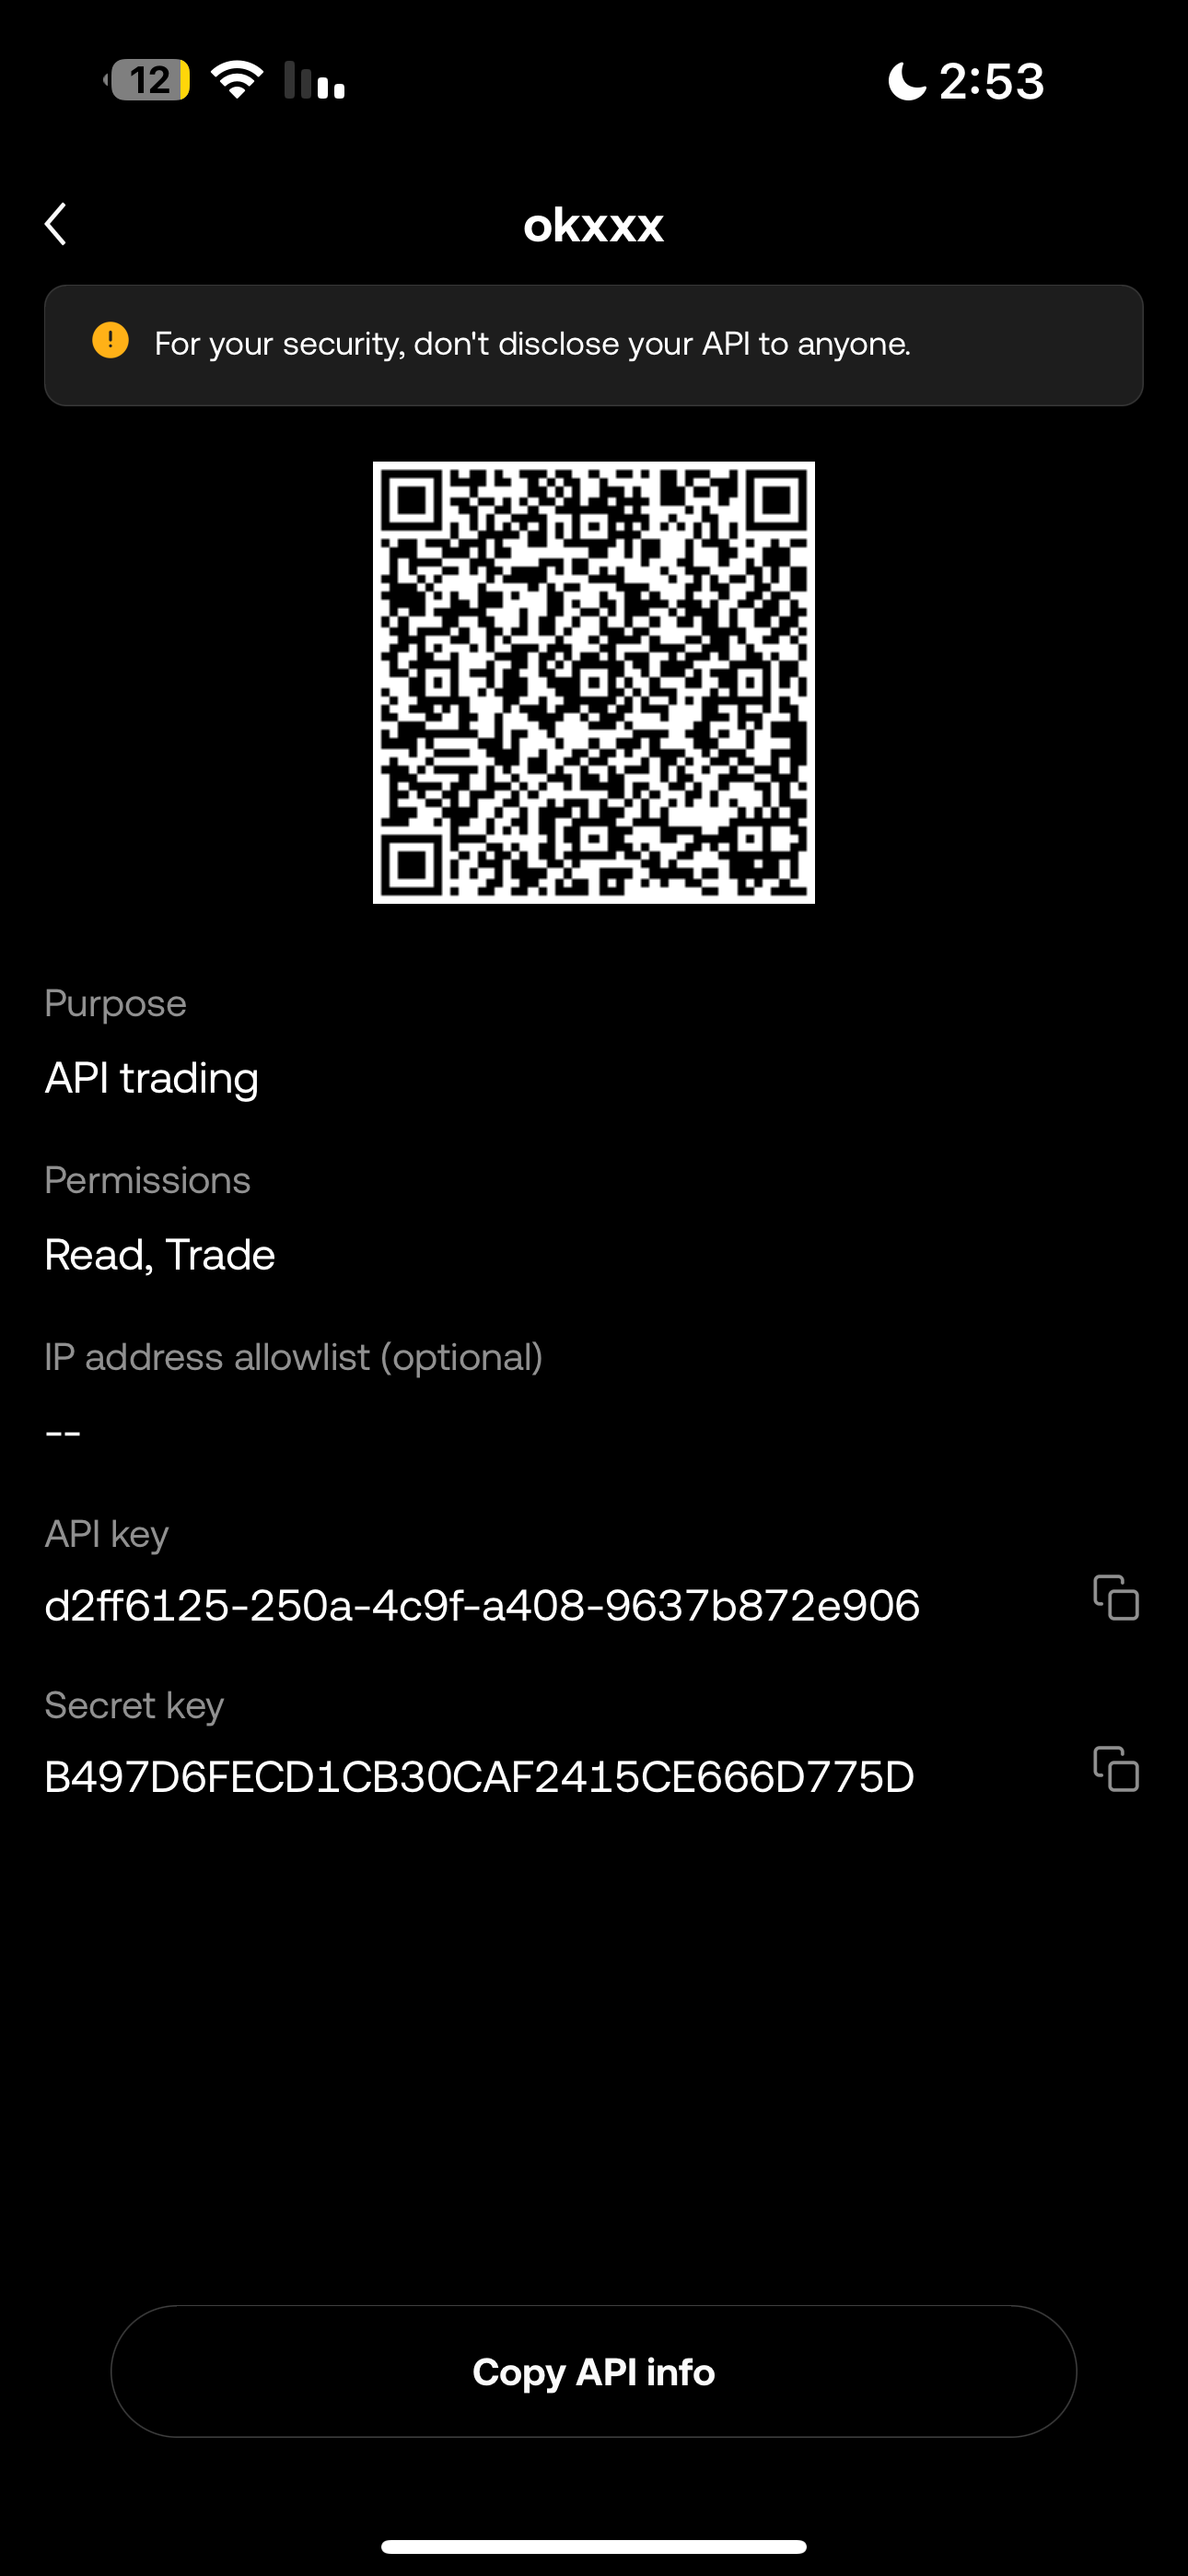 12
2:53
okxxx
For your security, don't disclose your API to anyone.
Purpose
API trading
Permissions
Read, Trade
IP address allowlist (optional)
--
API key
d2ff6125-250a-4c9f-a408-9637b872e906
Secret key
B497D6FECD1CB30CAF2415CE666D775D
Copy API info